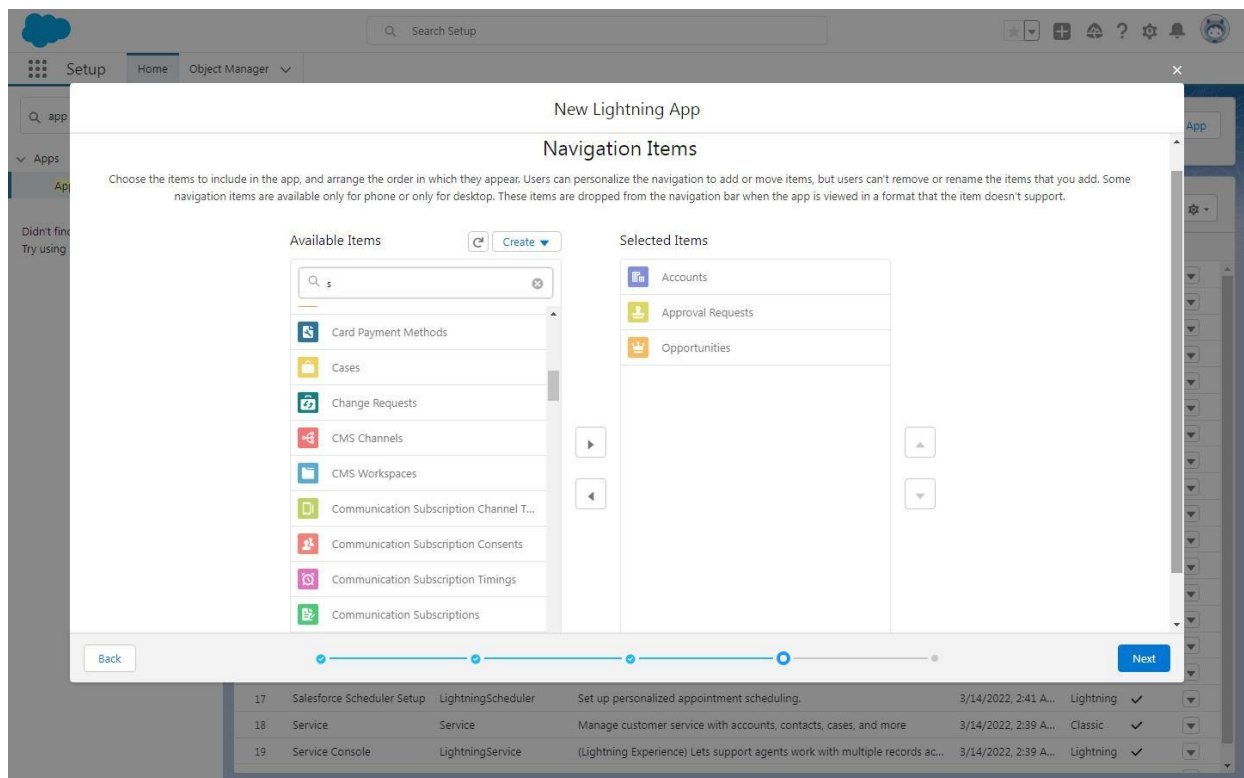 Search Setup
Setup Home Object Manager
app
App
Apps
App
Didn't find
Try using
New Lightning App
Navigation Items
Choose the items to include in the app, and arrange the order in which they appear. Users can personalize the navigation to add or move items, but users can't remove or rename the items that you add. Some
navigation items are available only for phone or only for desktop. These items are dropped from the navigation bar when the app is viewed in a format that the item doesn't support.
Available Items
Create
s
Card Payment Methods
Cases
Change Requests
CMS Channels
CMS Workspaces
Communication Subscription Channel T...
Communication Subscription Consents
Communication Subscription Timings
Communication Subscriptions
Selected Items
Accounts
Approval Requests
Opportunities
Back
Next
17 Salesforce Scheduler Setup LightningScheduler Set up personalized appointment scheduling. 3/14/2022, 2:41 A... Lightning
18 Service Service Manage customer service with accounts, contacts, cases, and more 3/14/2022, 2:39 A... Classic
19 Service Console LightningService (Lightning Experience) Lets support agents work with multiple records ac... 3/14/2022, 2:39 A... Lightning